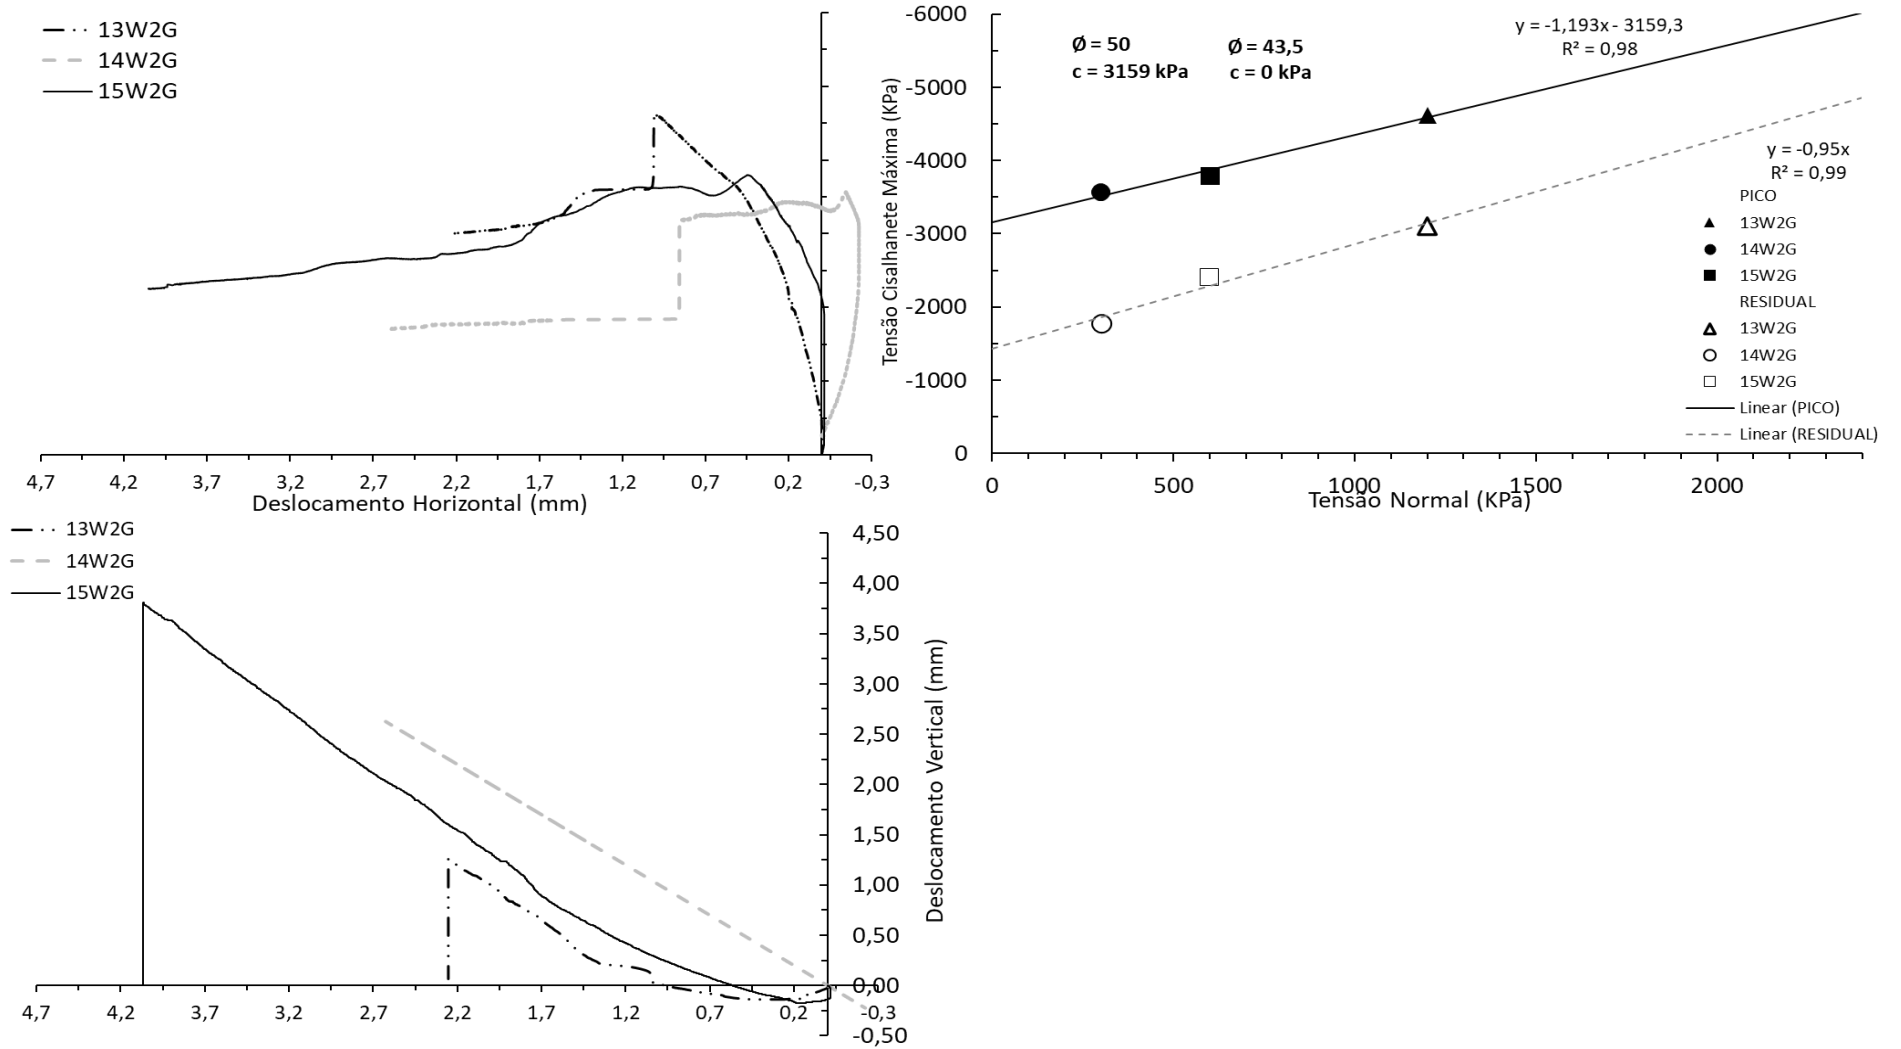 13W2G
14W2G
15W2G
4,7
4,2
3,7
3,2
2,7
2,2
1,7
1,2
0,7
0,2
-0,3
Deslocamento Horizontal (mm)
Tensão Cisalhanete Máxima (KPa)
-6000
-5000
-4000
-3000
-2000
-1000
0
Ø = 50
c = 3159 kPa
Ø = 43,5
c = 0 kPa
y = -1,193x - 3159,3
R² = 0,98
y = -0,95x
R² = 0,99
PICO
13W2G
14W2G
15W2G
RESIDUAL
13W2G
14W2G
15W2G
Linear (PICO)
Linear (RESIDUAL)
0
500
1000
1500
2000
Tensão Normal (KPa)
13W2G
14W2G
15W2G
4,50
4,00
3,50
3,00
2,50
2,00
1,50
1,00
0,50
0,00
-0,50
Deslocamento Vertical (mm)
4,7
4,2
3,7
3,2
2,7
2,2
1,7
1,2
0,7
0,2
-0,3